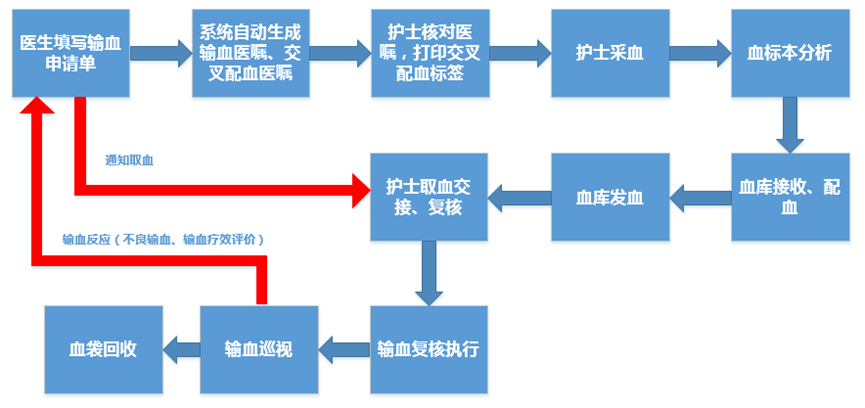 医生填写输血
申请单
系统自动生成
输血医嘱、交
叉配血医嘱
护士核对医
嘱，打印交叉
配血标签
护士采血
血标本分析
通知取血
护士取血交
接、复核
血库发血
血库接收、配
血
输血反应（不良输血、输血疗效评价）
血袋回收
输血巡视
输血复核执行